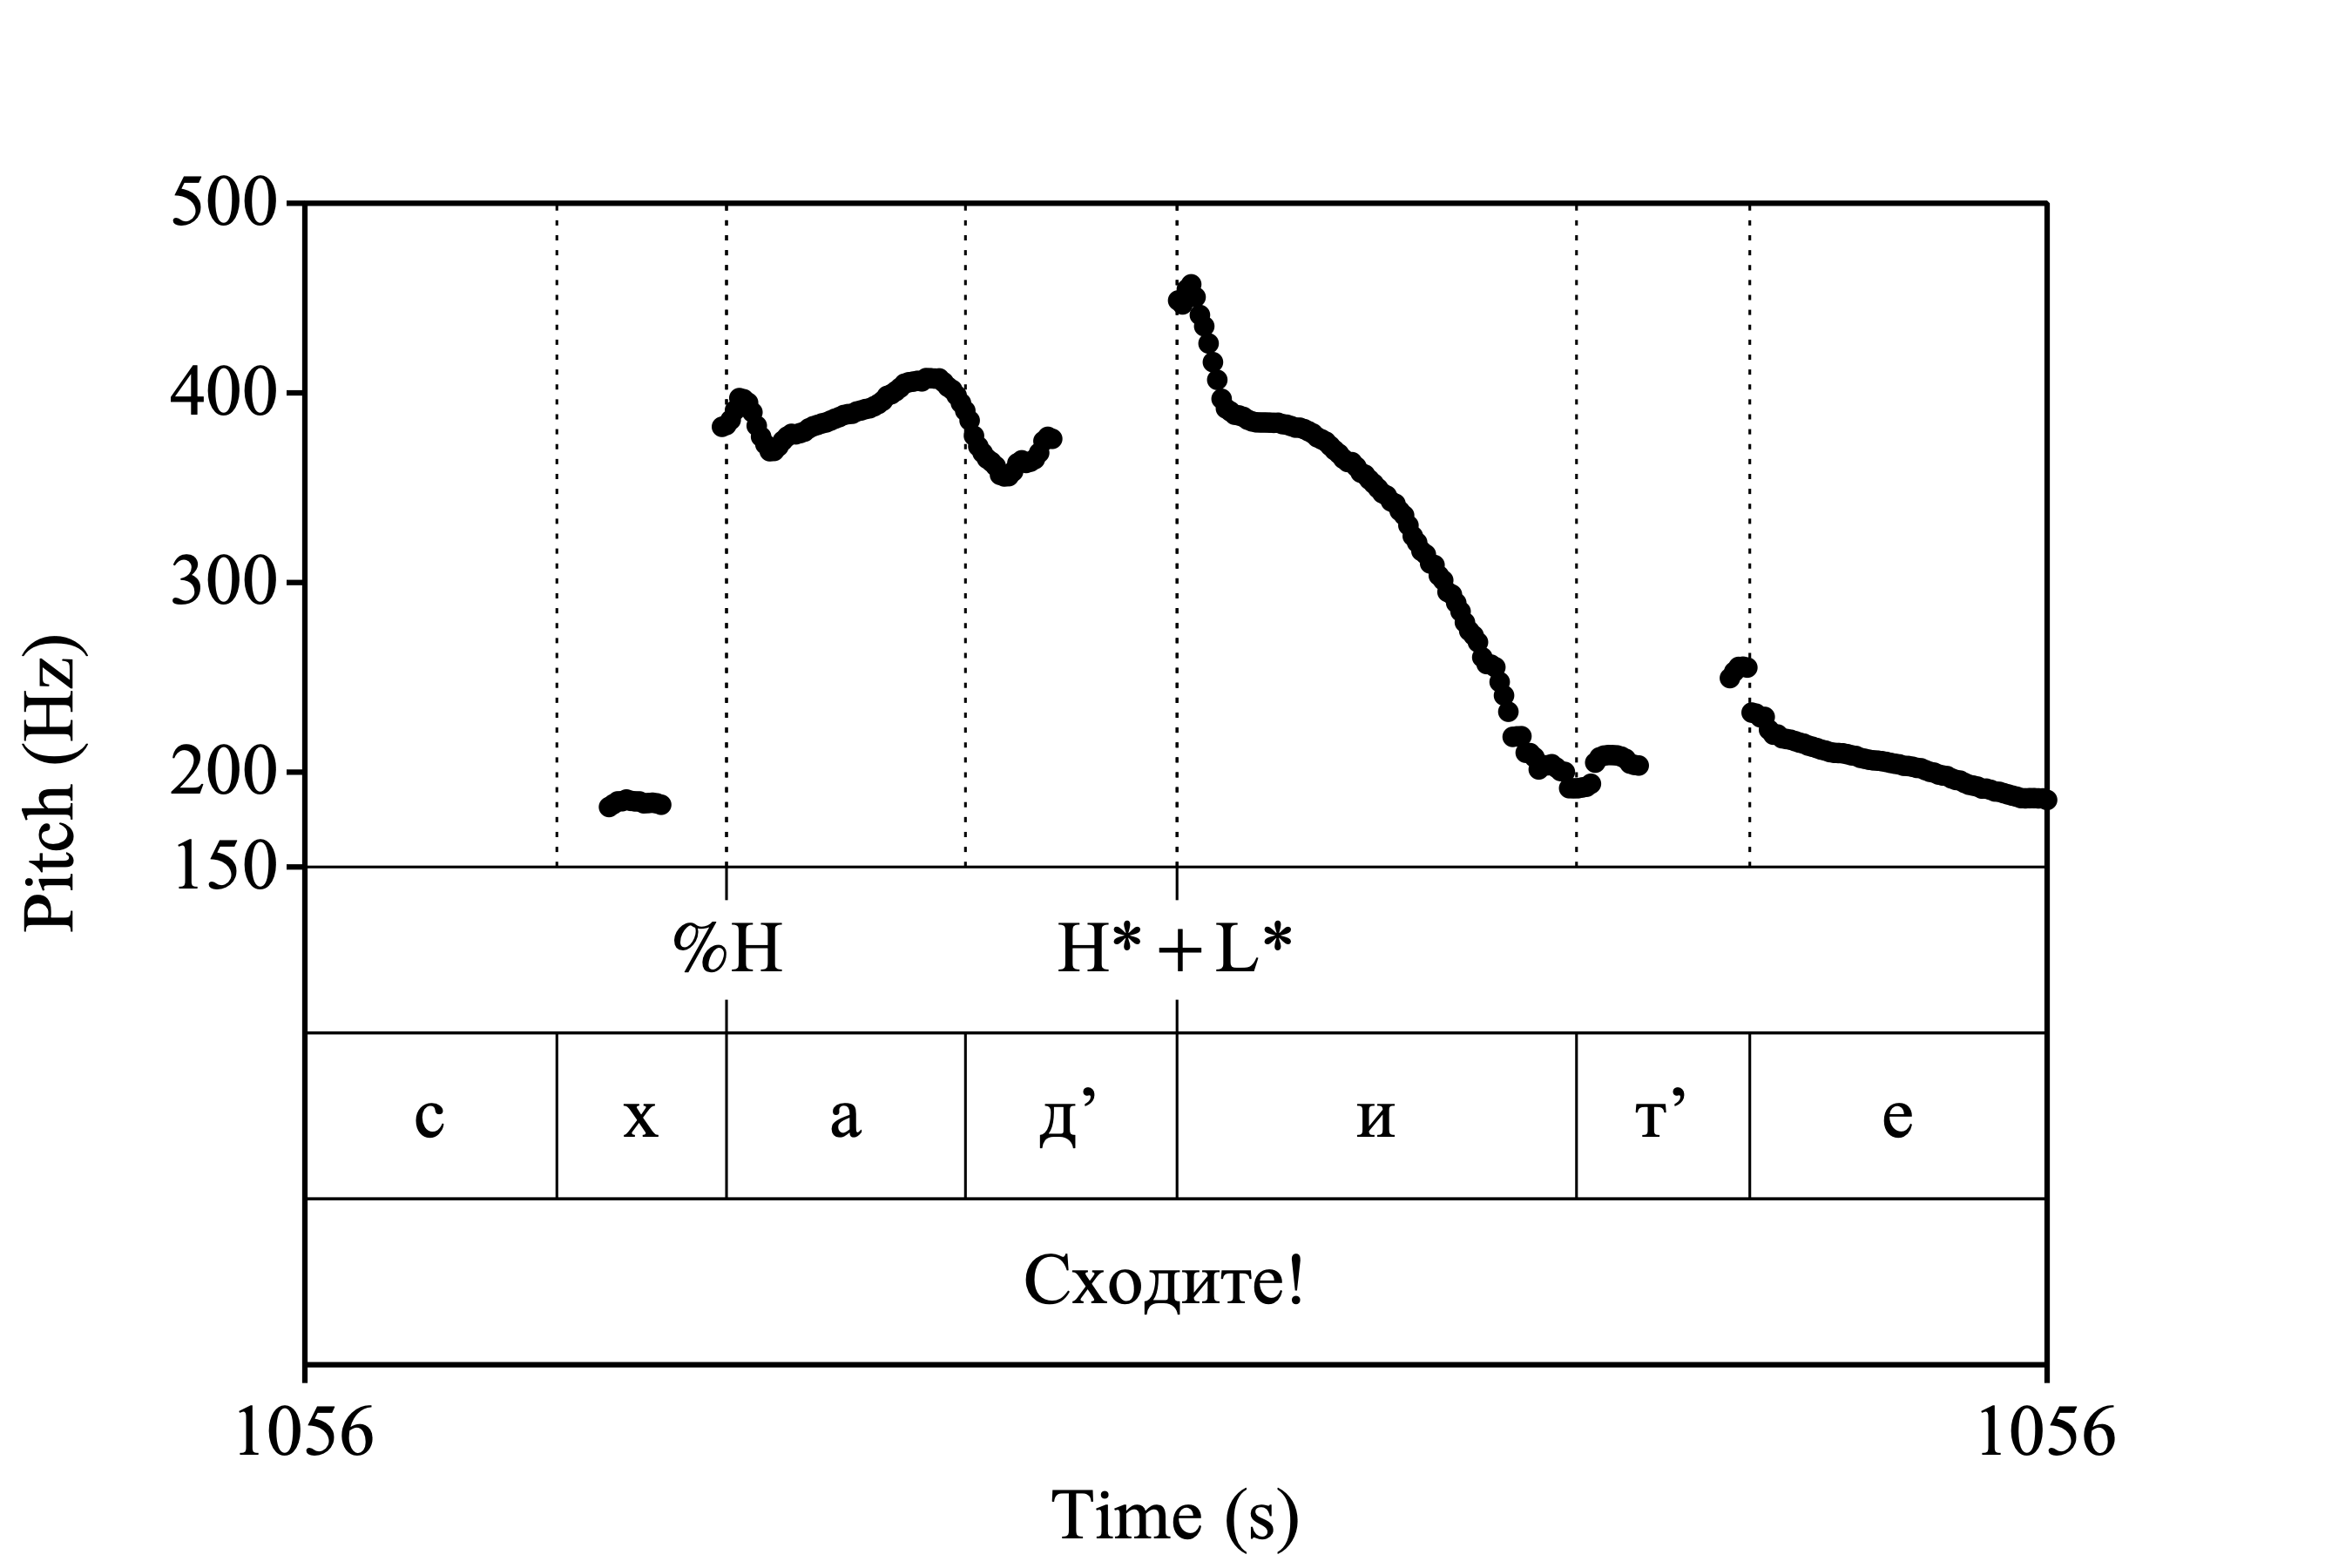 500
400
300
200
150
Pitch (Hz)
%H H*+L*
с х а д’ и т’ е
Сходите!
1056 1056
Time (s)